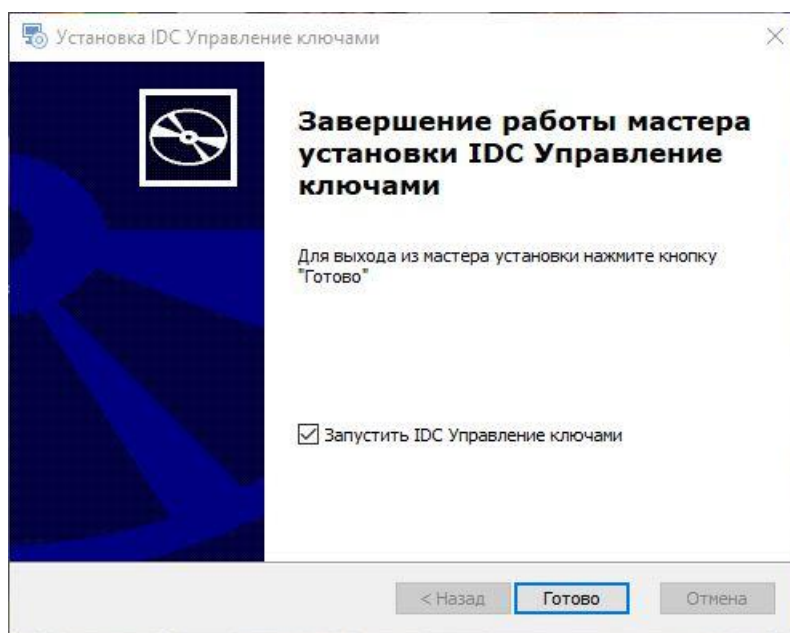 Установка IDC Управление ключами
Завершение работы мастера
установки IDC Управление
ключами
Для выхода из мастера установки нажмите кнопку
"Готово"
Запустить IDC Управление ключами
< Назад
Готово
Отмена